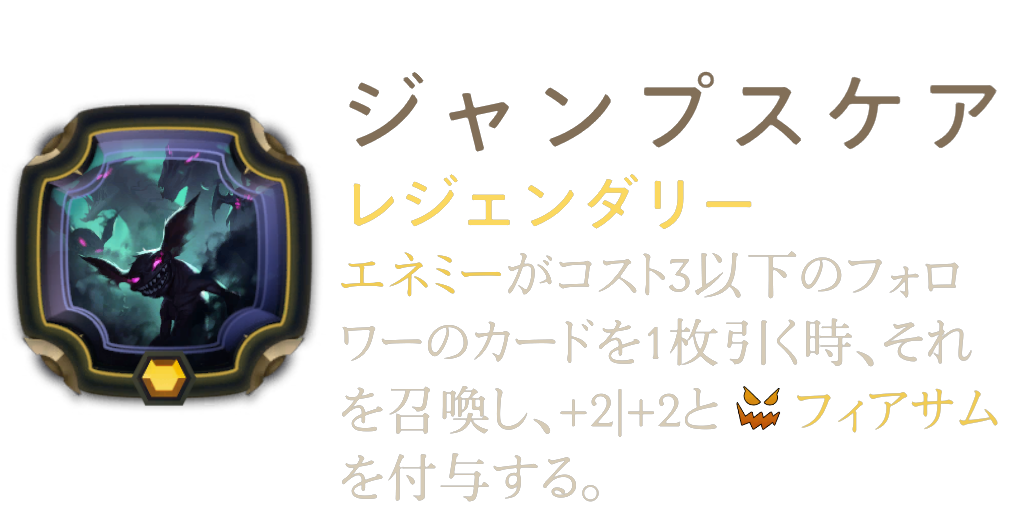 ジャンプスケア
レジェンダリー
エネミーがコスト3以下のフォロ
ワーのカードを1枚引く時、それ
を召喚し、+2|+2と フィアサム
を付与する。